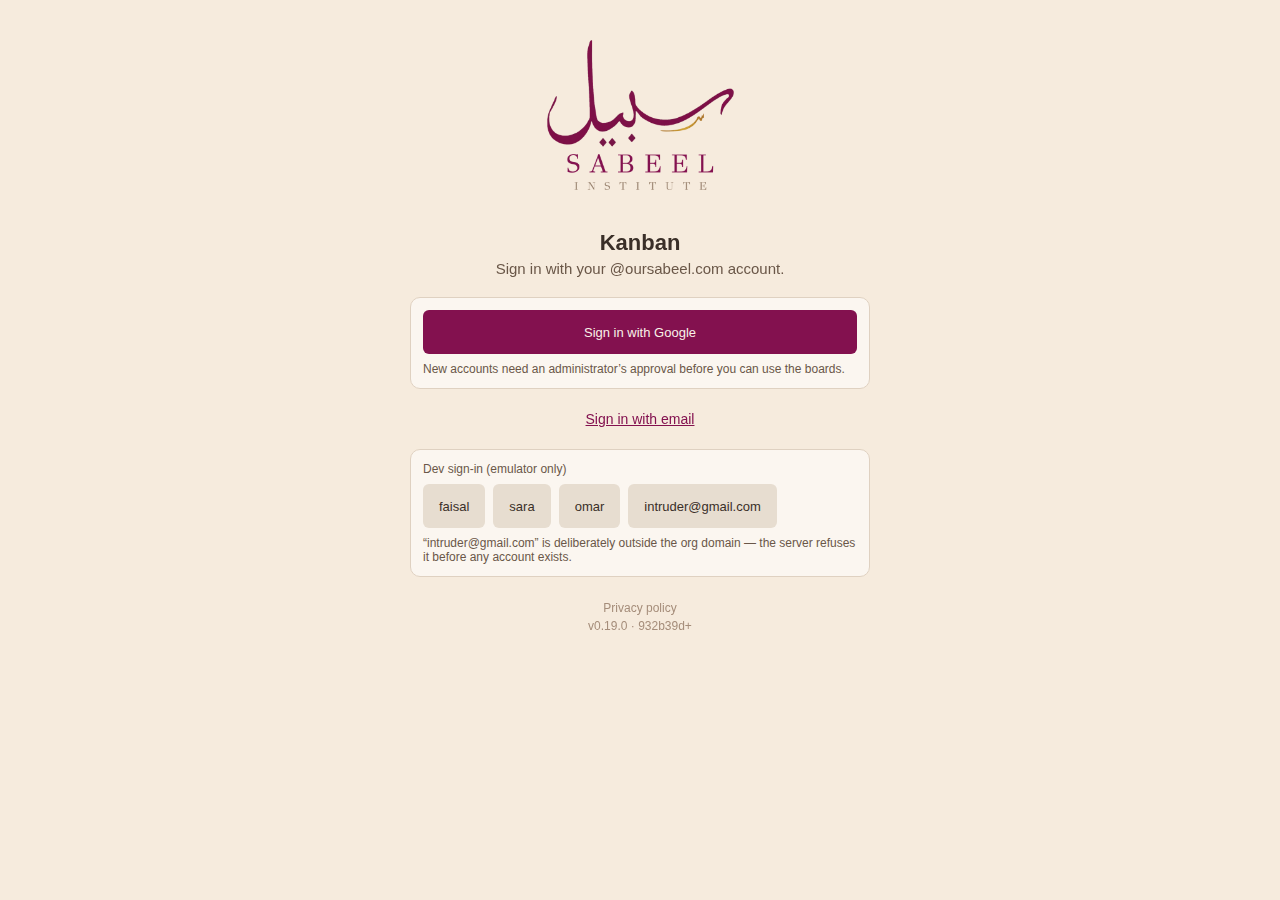 سبيل
SABEEL
INSTITUTE
Kanban
Sign in with your @oursabeel.com account.
Sign in with Google
New accounts need an administrator’s approval before you can use the boards.
Sign in with email
Dev sign-in (emulator only)
faisal sara omar intruder@gmail.com
“intruder@gmail.com” is deliberately outside the org domain — the server refuses
it before any account exists.
Privacy policy
v0.19.0 · 932b39d+